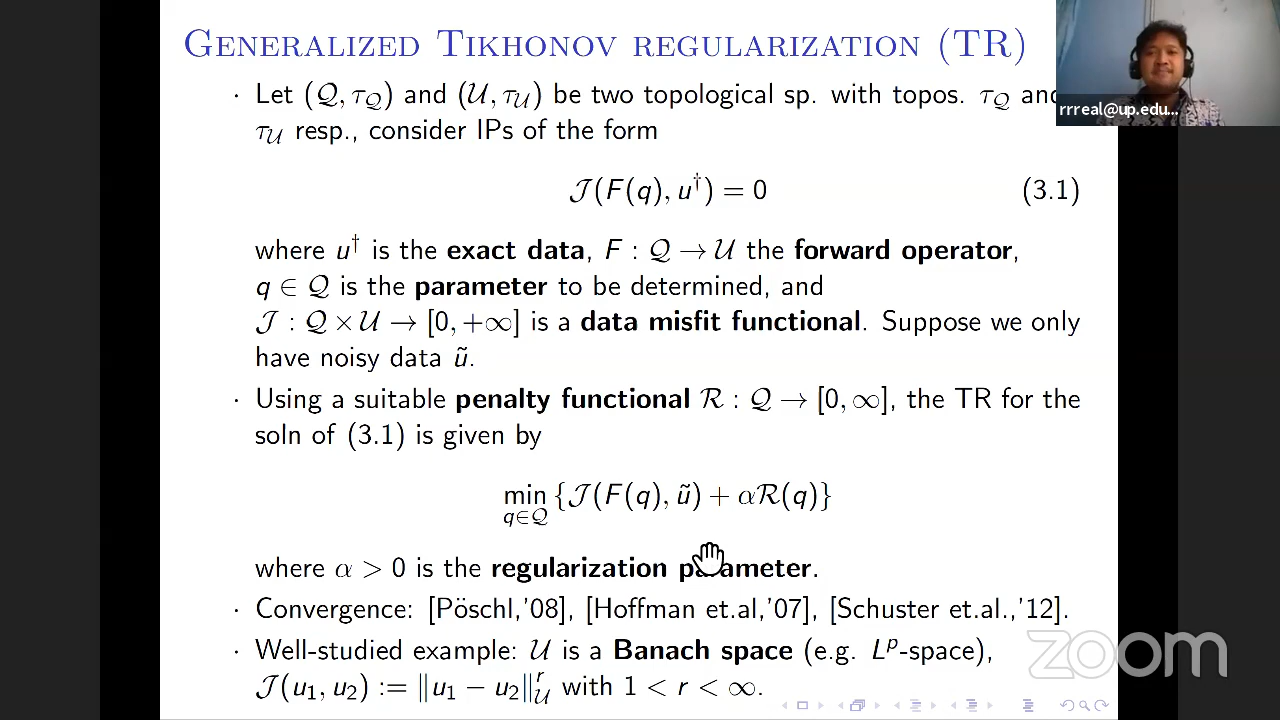 GENERALIZED TIKHONOV REGULARIZATION (TR)
· Let (𝒬, τ_𝒬) and (𝒰, τ_𝒰) be two topological sp. with topos. τ_𝒬 and
τ_𝒰 resp., consider IPs of the form
𝒥(F(q), u†) = 0 (3.1)
where u† is the exact data, F : 𝒬 → 𝒰 the forward operator,
q ∈ 𝒬 is the parameter to be determined, and
𝒥 : 𝒬 × 𝒰 → [0, +∞] is a data misfit functional. Suppose we only
have noisy data ũ.
· Using a suitable penalty functional ℛ : 𝒬 → [0, ∞], the TR for the
soln of (3.1) is given by
min {𝒥(F(q), ũ) + αℛ(q)}
q∈𝒬
where α > 0 is the regularization parameter.
· Convergence: [Pöschl,'08], [Hoffman et.al,'07], [Schuster et.al.,'12].
· Well-studied example: 𝒰 is a Banach space (e.g. Lᵖ-space),
𝒥(u₁, u₂) := ‖u₁ − u₂‖ʳ_𝒰 with 1 < r < ∞.
rrreal@up.edu...
zoom